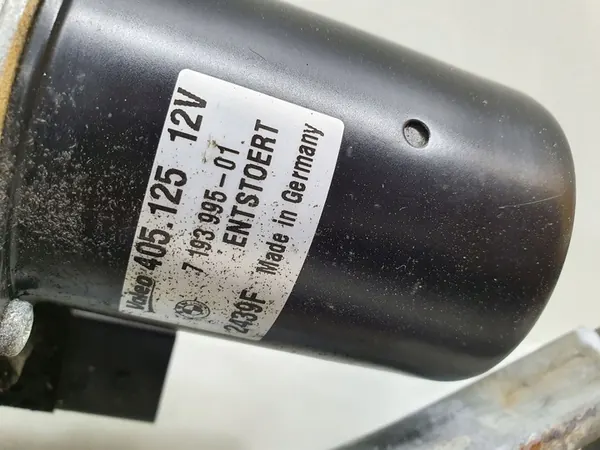 Valeo 405.125 12V
7 193 995-01
ENTSTOERT
2439F Made in Germany